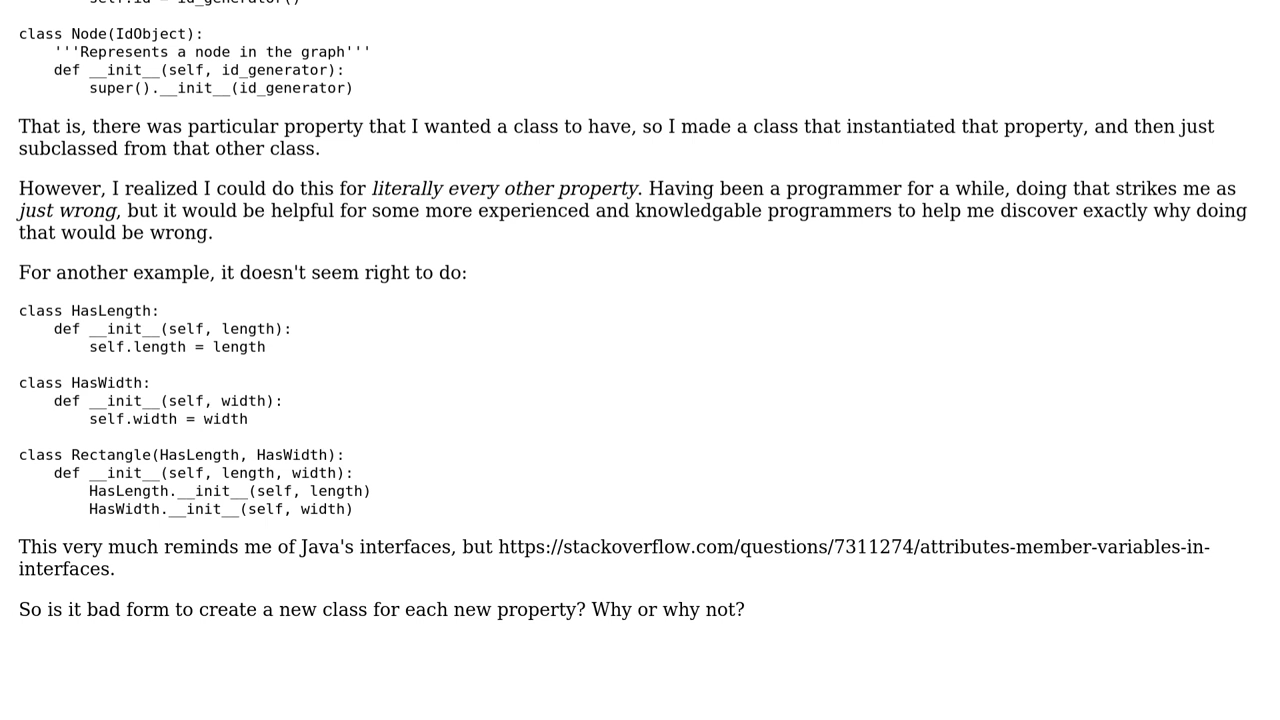 self.id = id_generator()
class Node(IdObject):
    '''Represents a node in the graph'''
    def __init__(self, id_generator):
        super().__init__(id_generator)
That is, there was particular property that I wanted a class to have, so I made a class that instantiated that property, and then just
subclassed from that other class.
However, I realized I could do this for literally every other property. Having been a programmer for a while, doing that strikes me as
just wrong, but it would be helpful for some more experienced and knowledgable programmers to help me discover exactly why doing
that would be wrong.
For another example, it doesn't seem right to do:
class HasLength:
    def __init__(self, length):
        self.length = length
class HasWidth:
    def __init__(self, width):
        self.width = width
class Rectangle(HasLength, HasWidth):
    def __init__(self, length, width):
        HasLength.__init__(self, length)
        HasWidth.__init__(self, width)
This very much reminds me of Java's interfaces, but https://stackoverflow.com/questions/7311274/attributes-member-variables-in-
interfaces.
So is it bad form to create a new class for each new property? Why or why not?